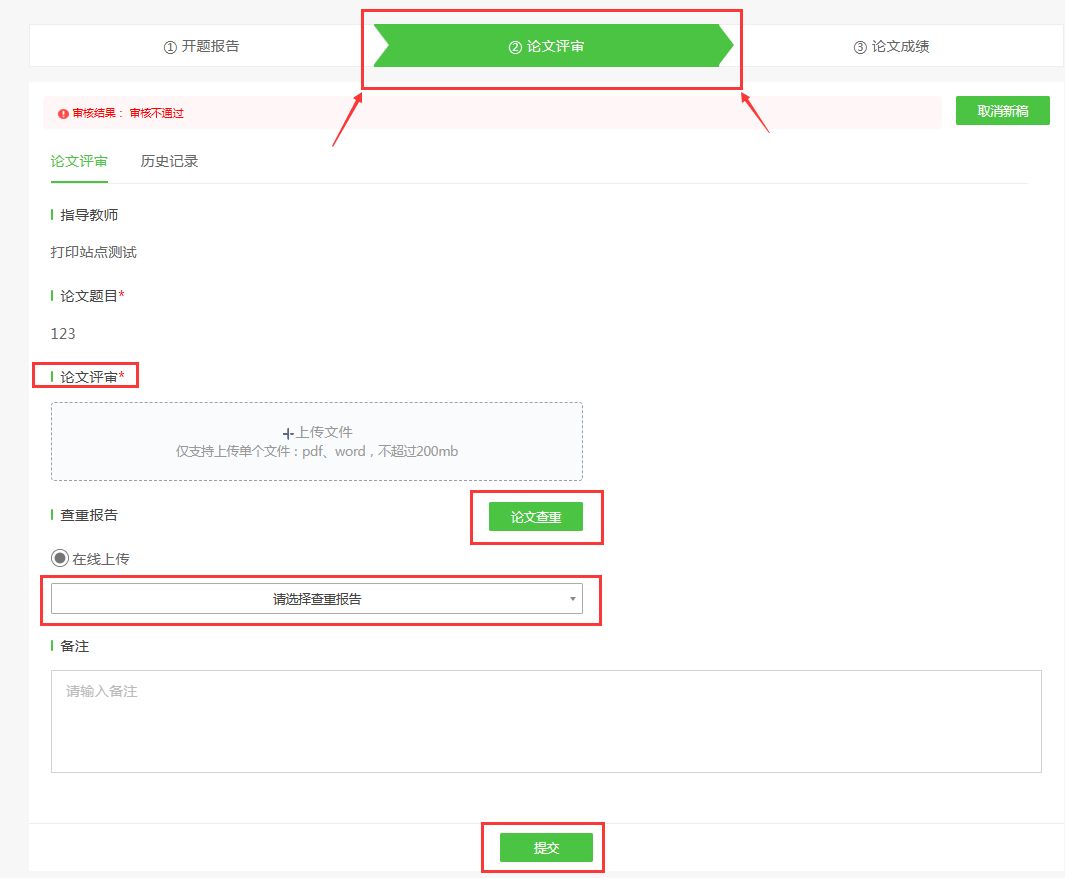 ① 开题报告
② 论文评审
③ 论文成绩
审核结果： 审核不通过
取消新稿
论文评审
历史记录
指导教师
打印站点测试
论文题目*
123
论文评审*
上传文件
仅支持上传单个文件：pdf、word，不超过200mb
查重报告
论文查重
在线上传
请选择查重报告
备注
请输入备注
提交